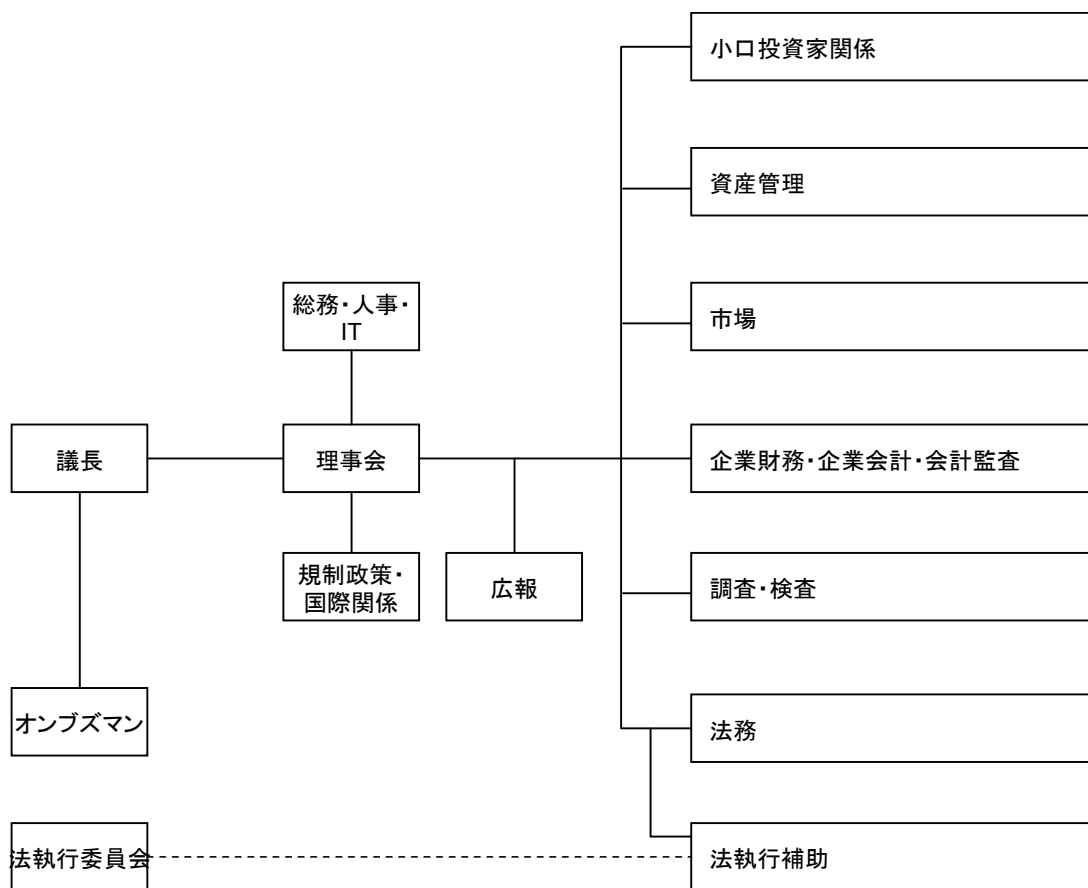 小口投資家関係
資産管理
総務・人事・
IT
市場
議長
理事会
企業財務・企業会計・会計監査
規制政策・
国際関係
広報
調査・検査
オンブズマン
法務
法執行委員会
法執行補助